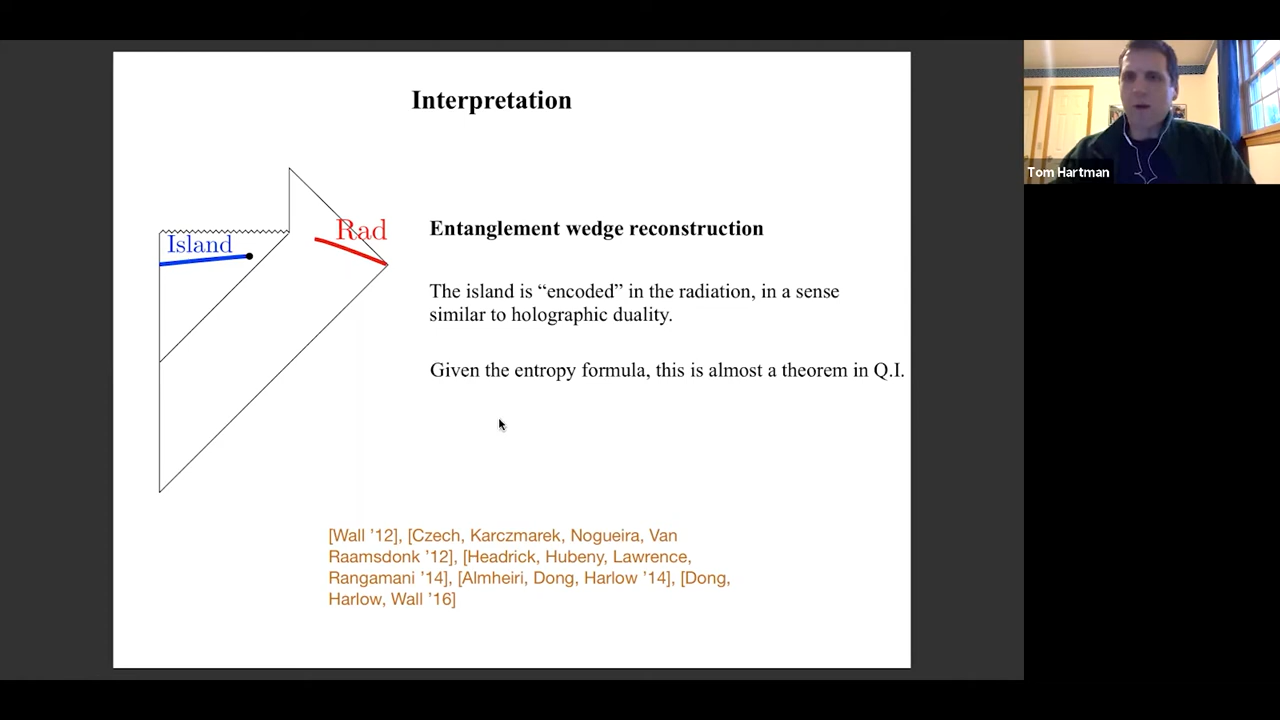 Interpretation
Island
Rad
Entanglement wedge reconstruction
The island is “encoded” in the radiation, in a sense
similar to holographic duality.
Given the entropy formula, this is almost a theorem in Q.I.
[Wall ’12], [Czech, Karczmarek, Nogueira, Van
Raamsdonk ’12], [Headrick, Hubeny, Lawrence,
Rangamani ’14], [Almheiri, Dong, Harlow ’14], [Dong,
Harlow, Wall ’16]
Tom Hartman